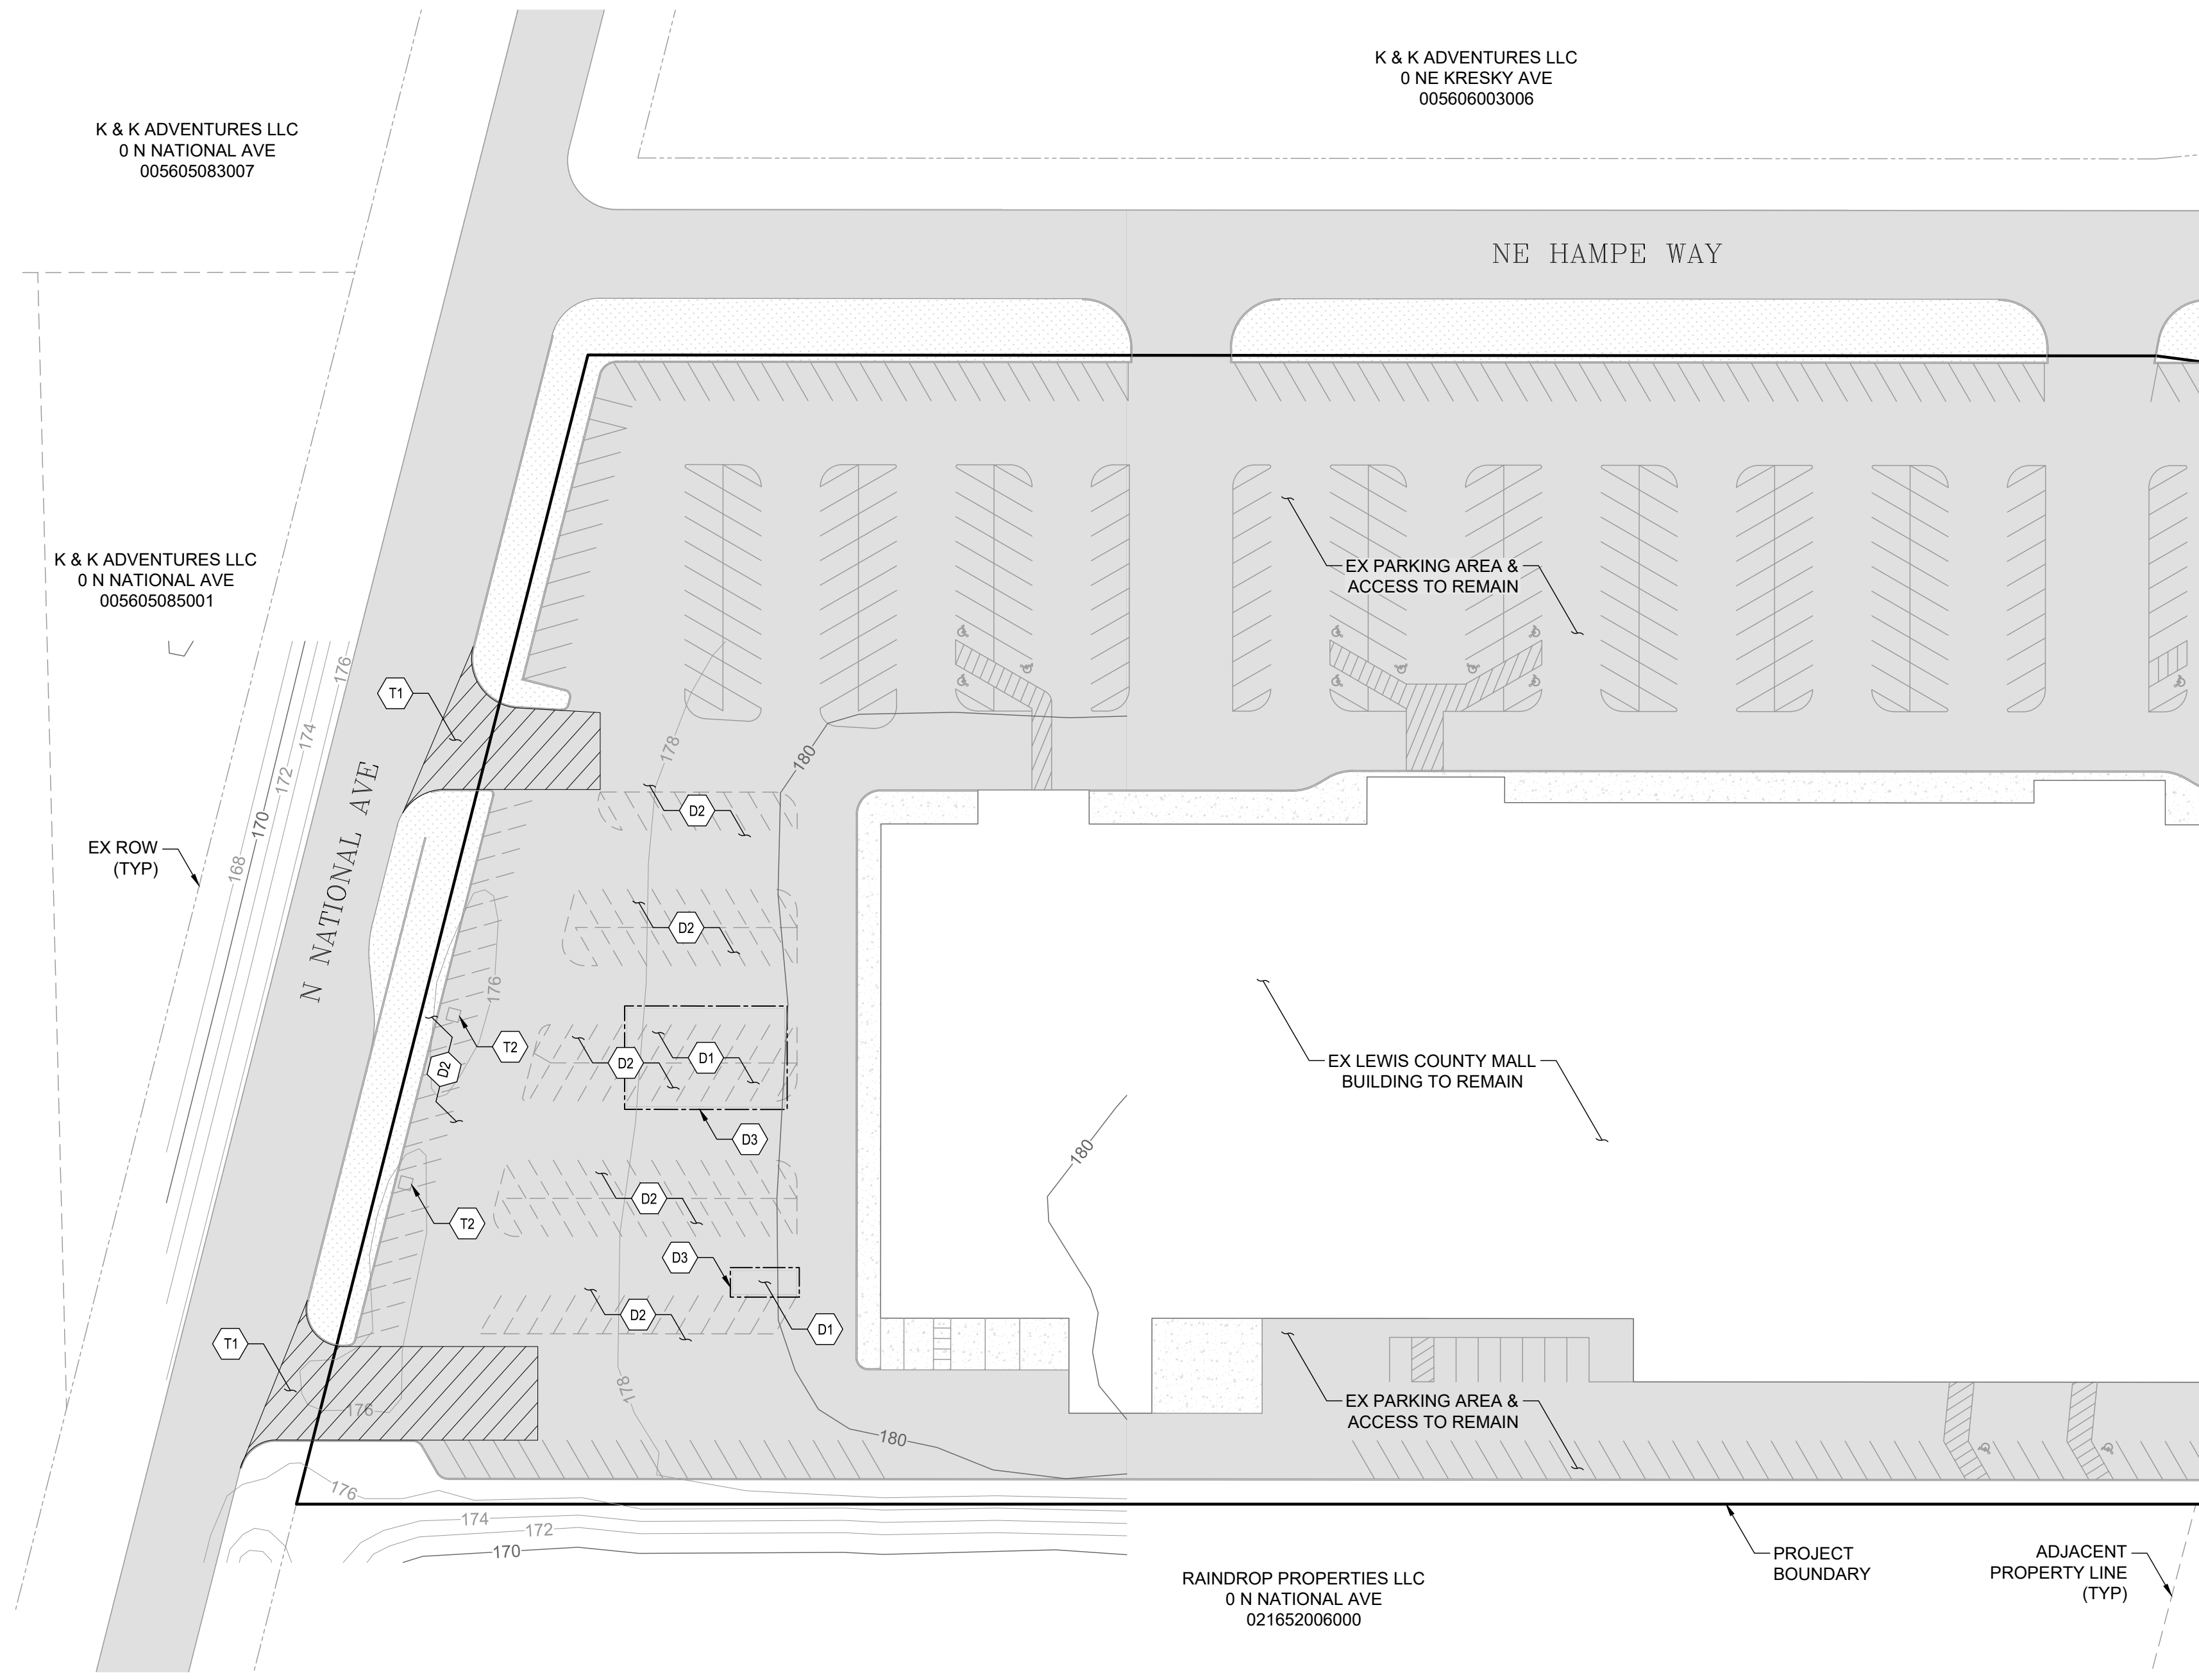 K & K ADVENTURES LLC
0 NE KRESKY AVE
005606003006
K & K ADVENTURES LLC
0 N NATIONAL AVE
005605083007
NE HAMPE WAY
K & K ADVENTURES LLC
0 N NATIONAL AVE
005605085001
EX PARKING AREA &
ACCESS TO REMAIN
176
T1
174
178
180
172
D2
170
EX ROW
(TYP)
168
N NATIONAL AVE
D2
176
T2
D2
D2
D1
EX LEWIS COUNTY MALL
BUILDING TO REMAIN
D3
180
D2
T2
D3
D2
D1
T1
178
176
EX PARKING AREA &
ACCESS TO REMAIN
180
176
174
172
170
PROJECT
BOUNDARY
ADJACENT
PROPERTY LINE
(TYP)
RAINDROP PROPERTIES LLC
0 N NATIONAL AVE
021652006000